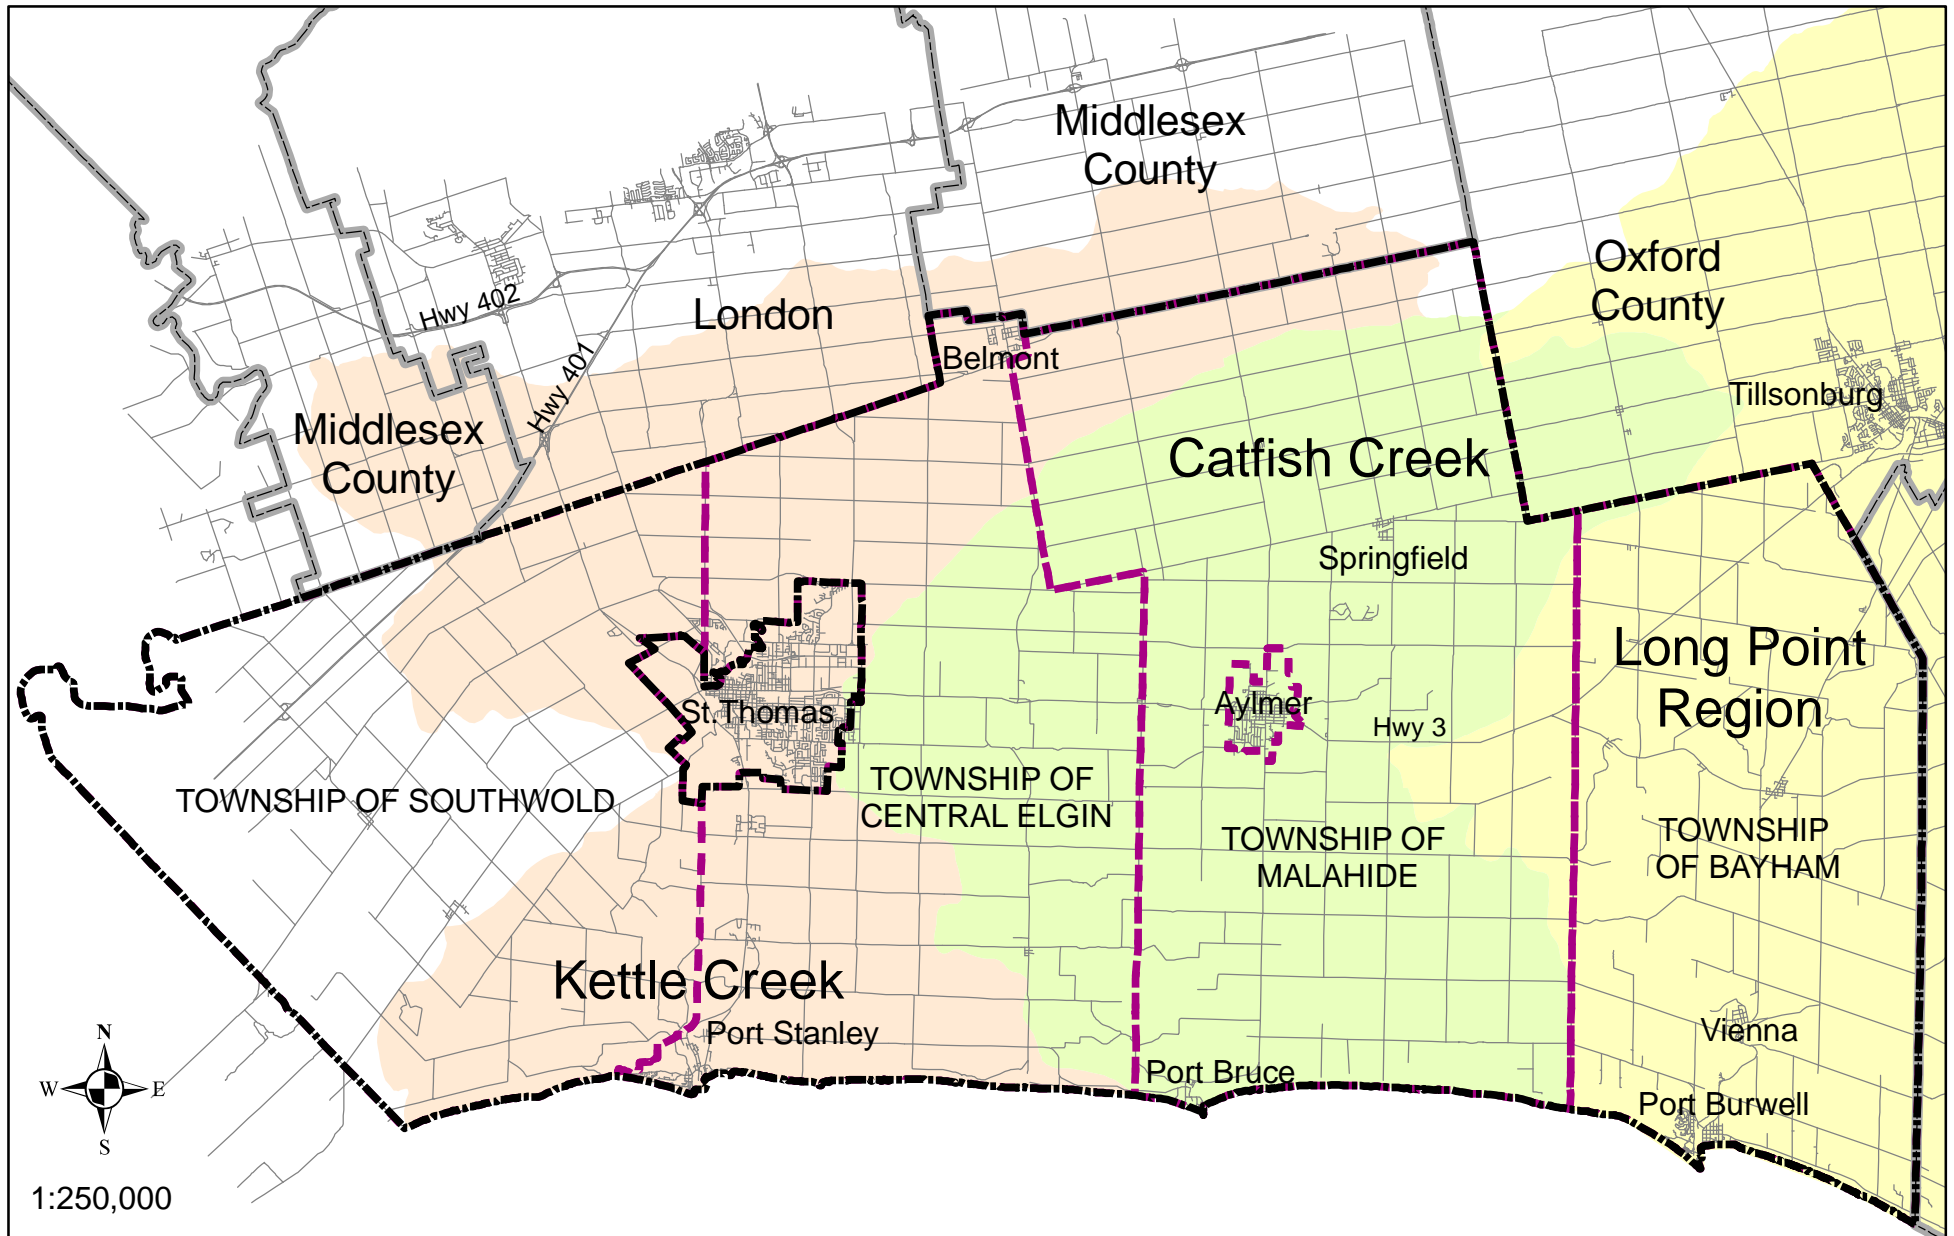 Middlesex
County
Oxford
County
Hwy 402
London
Hwy 401
Belmont
Tillsonburg
Middlesex
County
Catfish Creek
Springfield
Long Point
Region
St.Thomas
Aylmer
Hwy 3
TOWNSHIP OF SOUTHWOLD
TOWNSHIP OF
CENTRAL ELGIN
TOWNSHIP OF
MALAHIDE
TOWNSHIP
OF BAYHAM
Kettle Creek
Port Stanley
Vienna
Port Bruce
Port Burwell
N
W
E
S
1:250,000